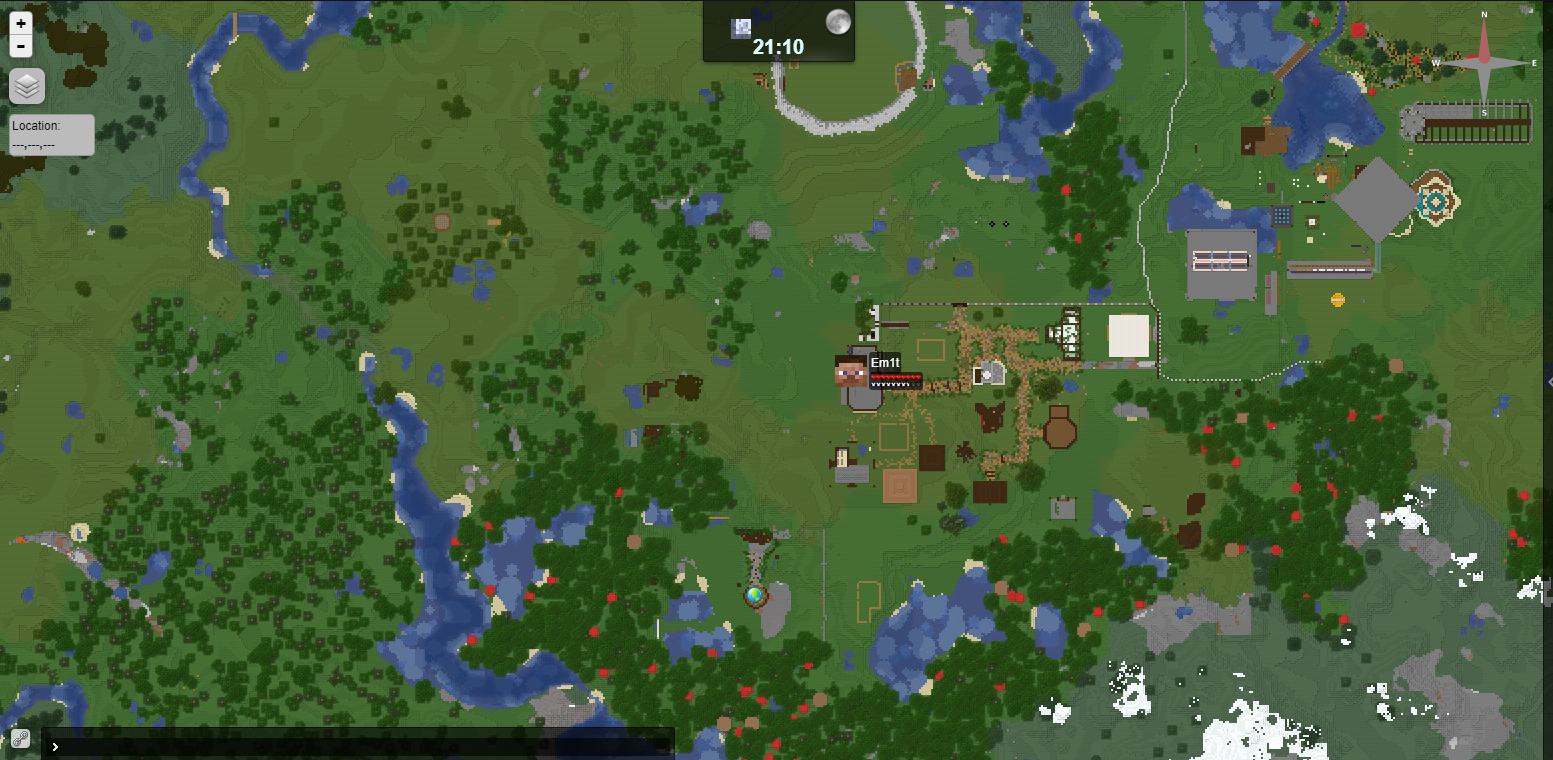 +
-
21:10
N
W
E
S
Location:
---,---,---
Em1t